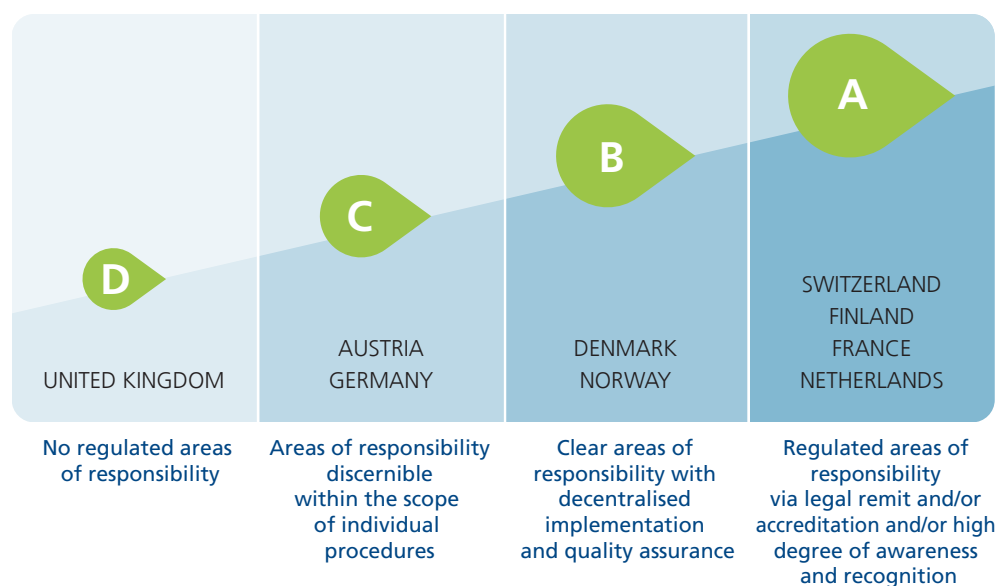 D
UNITED KINGDOM
No regulated areas
of responsibility
C
AUSTRIA
GERMANY
Areas of responsibility
discernible
within the scope
of individual
procedures
B
DENMARK
NORWAY
Clear areas of
responsibility with
decentralised
implementation
and quality assurance
A
SWITZERLAND
FINLAND
FRANCE
NETHERLANDS
Regulated areas of
responsibility
via legal remit and/or
accreditation and/or high
degree of awareness
and recognition